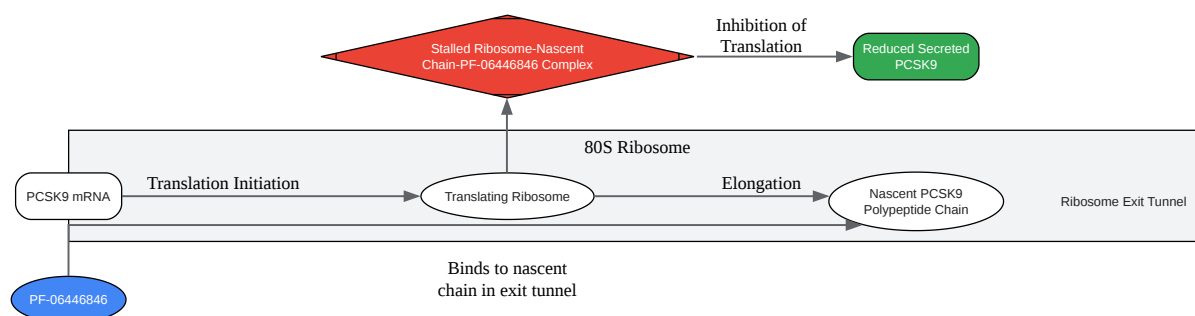 Inhibition of
Translation
Stalled Ribosome-Nascent
Chain-PF-06446846 Complex
Reduced Secreted
PCSK9
80S Ribosome
PCSK9 mRNA
Translation Initiation
Translating Ribosome
Elongation
Nascent PCSK9
Polypeptide Chain
Ribosome Exit Tunnel
Binds to nascent
chain in exit tunnel
PF-06446846